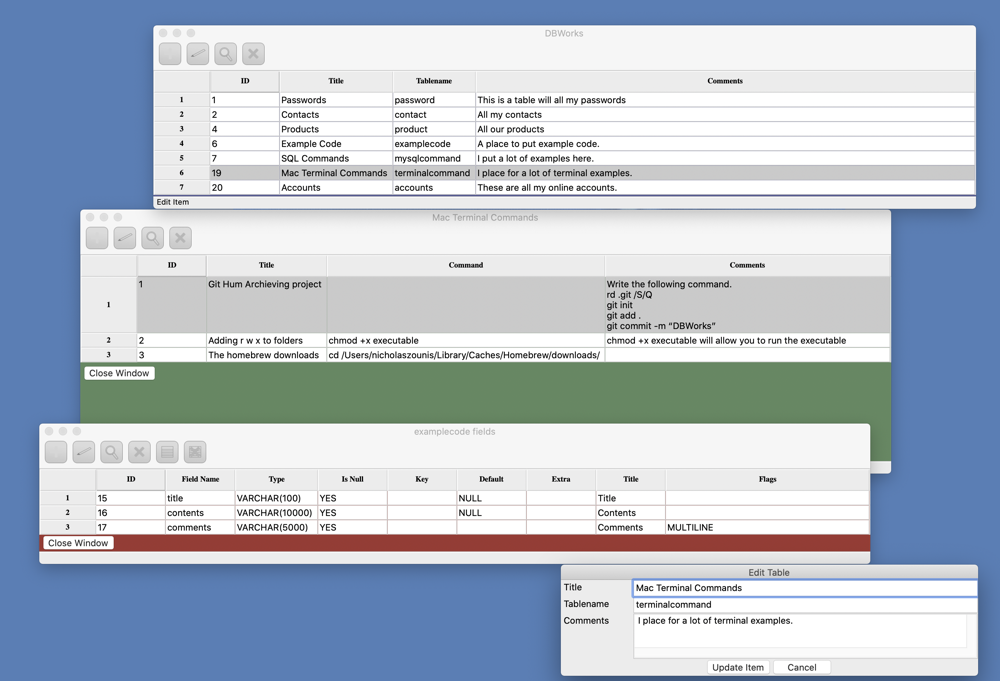 DBWorks
ID Title Tablename Comments
1 1 Passwords password This is a table will all my passwords
2 2 Contacts contact All my contacts
3 4 Products product All our products
4 6 Example Code examplecode A place to put example code.
5 7 SQL Commands mysqlcommand I put a lot of examples here.
6 19 Mac Terminal Commands terminalcommand I place for a lot of terminal examples.
7 20 Accounts accounts These are all my online accounts.
Edit Item
Mac Terminal Commands
ID Title Command Comments
1 1 Git Hum Archieving project Write the following command.
rd .git /S/Q
git init
git add .
git commit -m “DBWorks”
2 2 Adding r w x to folders chmod +x executable chmod +x executable will allow you to run the executable
3 3 The homebrew downloads cd /Users/nicholaszounis/Library/Caches/Homebrew/downloads/
Close Window
examplecode fields
ID Field Name Type Is Null Key Default Extra Title Flags
1 15 title VARCHAR(100) YES NULL Title
2 16 contents VARCHAR(10000) YES NULL Contents
3 17 comments VARCHAR(5000) YES Comments MULTILINE
Close Window
Edit Table
Title Mac Terminal Commands
Tablename terminalcommand
Comments I place for a lot of terminal examples.
Update Item Cancel